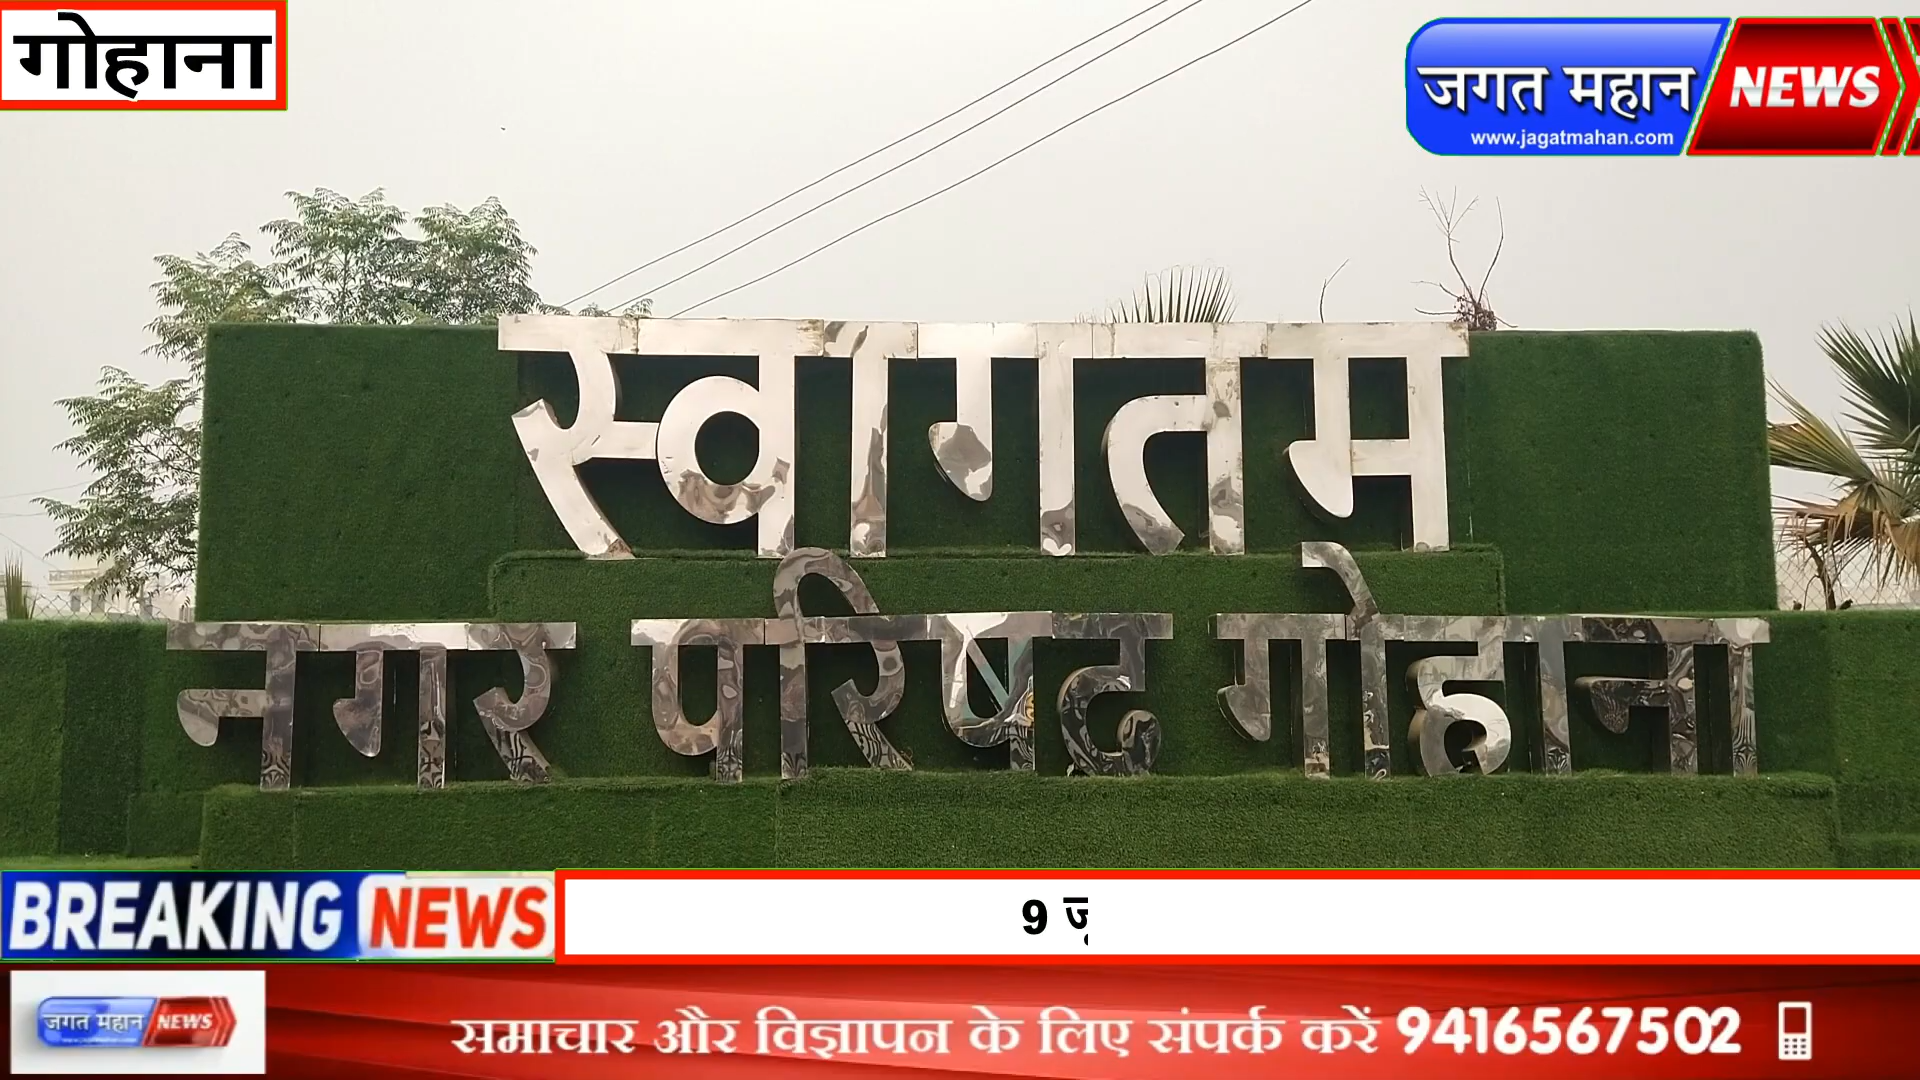 गोहाना
जगत महान NEWS
www.jagatmahan.com
स्वागतम
नगर परिषद गोहाना
BREAKING NEWS
9 जू
जगत महान NEWS
समाचार और विज्ञापन के लिए संपर्क करें 9416567502